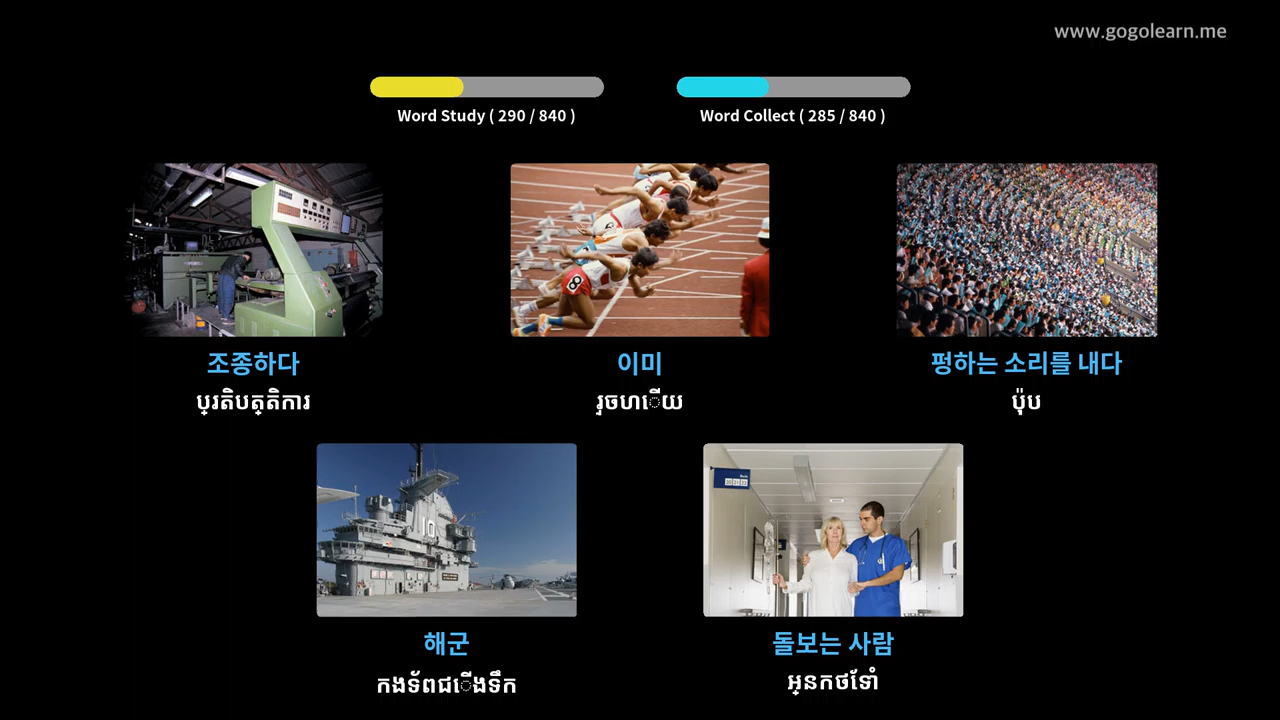 www.gogolearn.me
Word Study ( 290 / 840 )
Word Collect ( 285 / 840 )
조종하다
ប្រតិបត្តិការ
이미
រួចហើយ
펑하는 소리를 내다
ប៉ុប
해군
កងទ័ពជើងទឹក
돌보는 사람
អ្នកថែទាំ
10